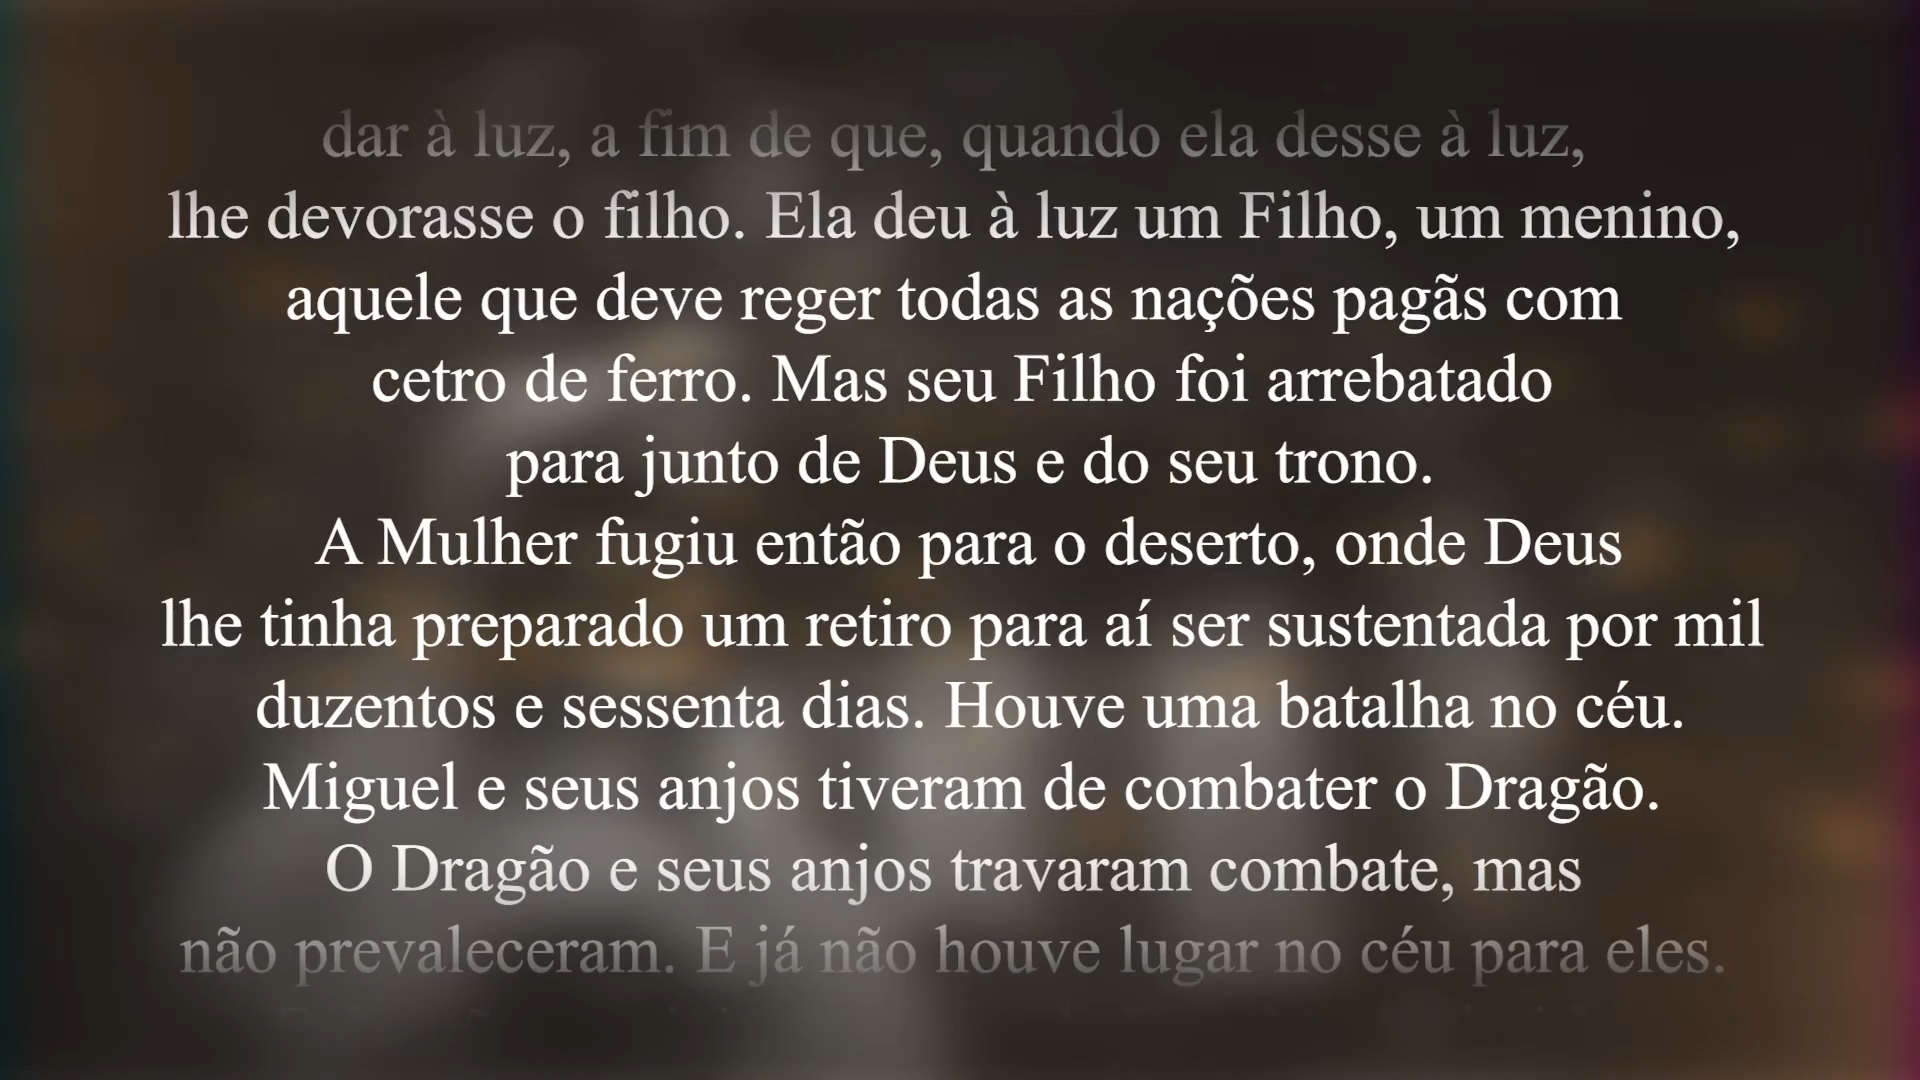 dar à luz, a fim de que, quando ela desse à luz,
lhe devorasse o filho. Ela deu à luz um Filho, um menino,
aquele que deve reger todas as nações pagãs com
cetro de ferro. Mas seu Filho foi arrebatado
para junto de Deus e do seu trono.
A Mulher fugiu então para o deserto, onde Deus
lhe tinha preparado um retiro para aí ser sustentada por mil
duzentos e sessenta dias. Houve uma batalha no céu.
Miguel e seus anjos tiveram de combater o Dragão.
O Dragão e seus anjos travaram combate, mas
não prevaleceram. E já não houve lugar no céu para eles.